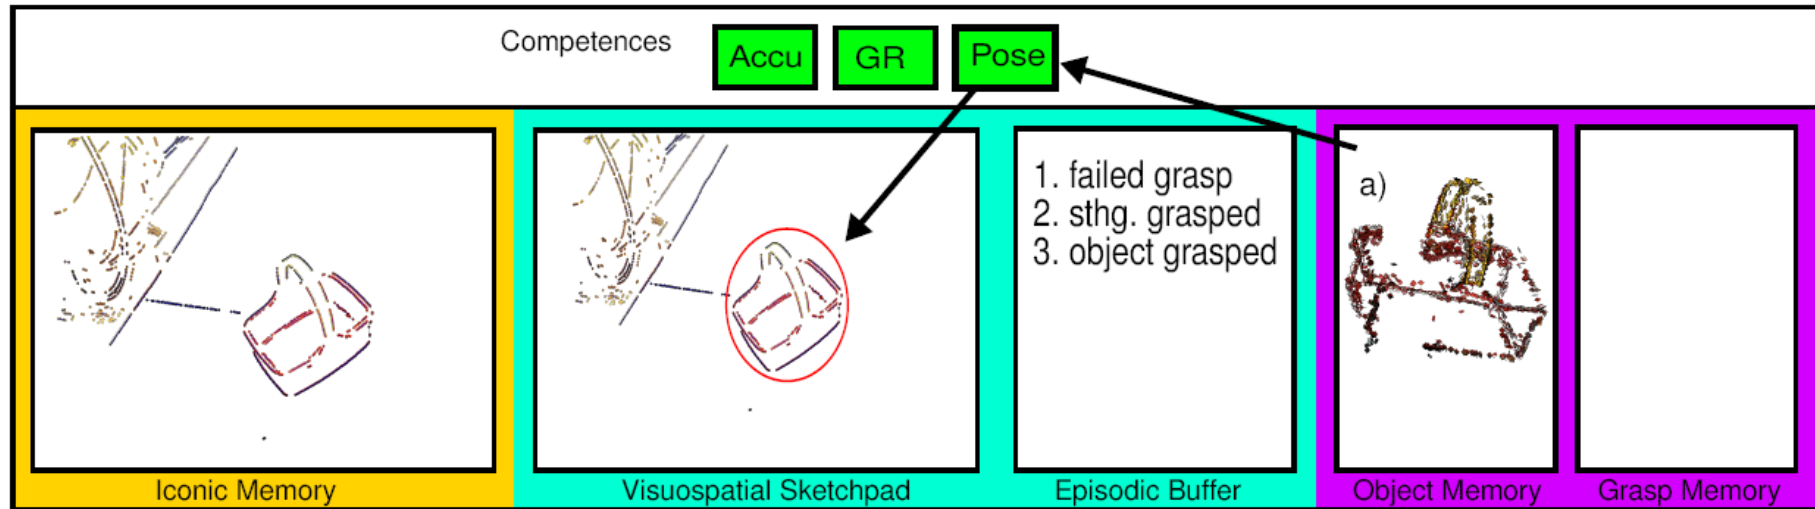 Competences
Accu
GR
Pose
1. failed grasp
2. sthg. grasped
3. object grasped
a)
Iconic Memory
Visuospatial Sketchpad
Episodic Buffer
Object Memory
Grasp Memory